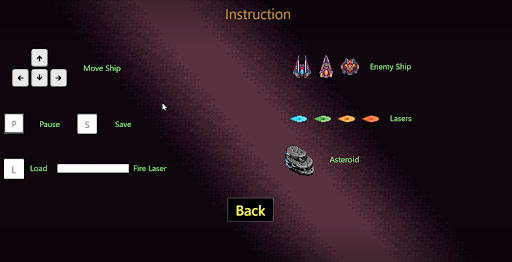 Instruction
Move Ship
Enemy Ship
P
Pause
S
Save
Lasers
L
Load
Fire Laser
Asteroid
Back